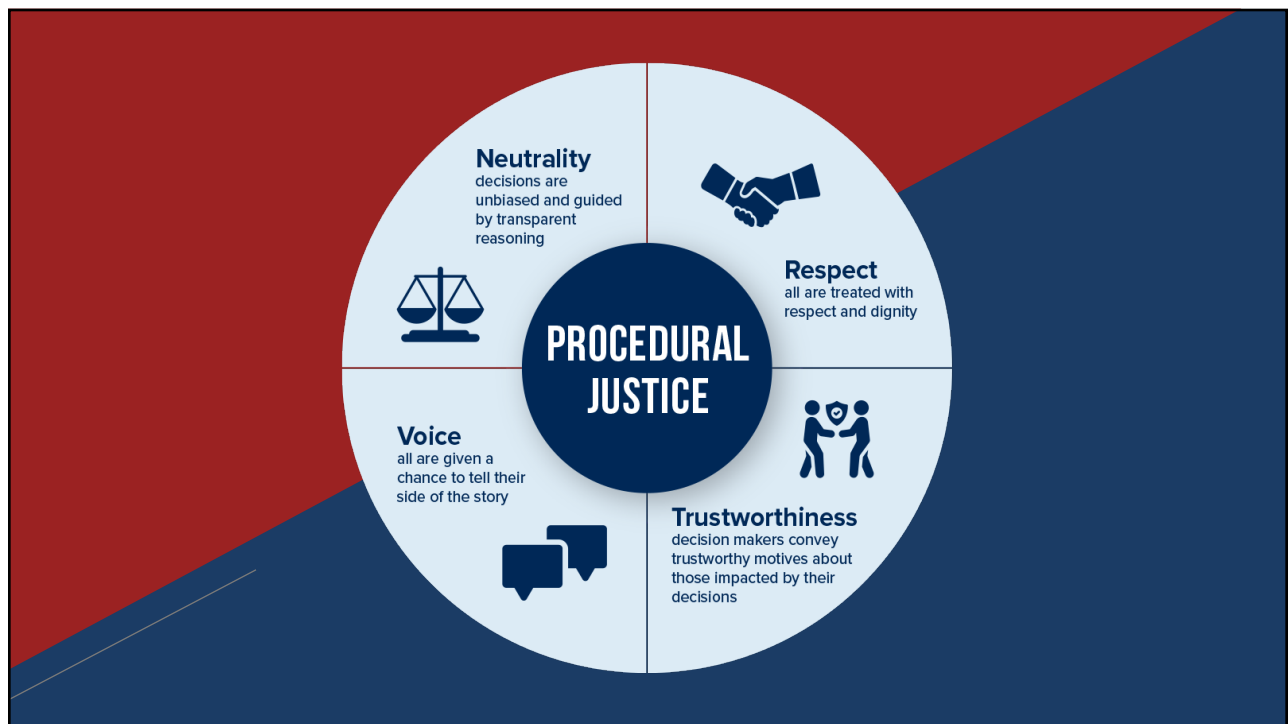 Neutrality
decisions are
unbiased and guided
by transparent
reasoning
Respect
all are treated with
respect and dignity
PROCEDURAL
JUSTICE
Voice
all are given a
chance to tell their
side of the story
Trustworthiness
decision makers convey
trustworthy motives about
those impacted by their
decisions